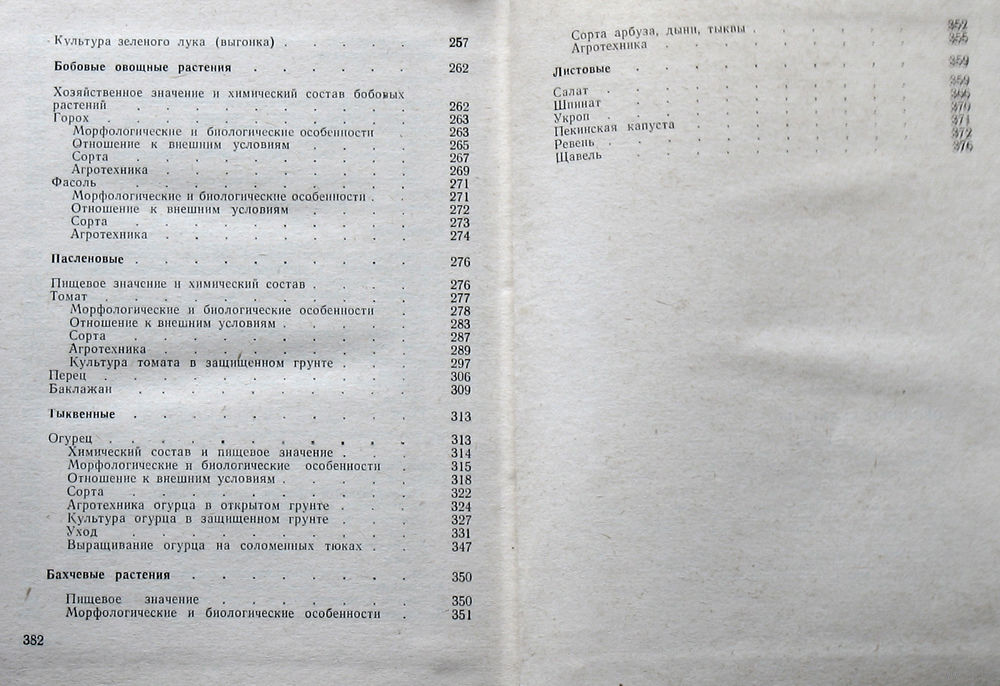 Культура зеленого лука (выгонка) . . . . . 257
Бобовые овощные растения . . . . . . 262
Хозяйственное значение и химический состав бобовых
растений . . . . . . . . . 262
Горох . . . . . . . . . . 263
Морфологические и биологические особенности 263
Отношение к внешним условиям . . . . 265
Сорта . . . . . . . . . 267
Агротехника . . . . . . . . 269
Фасоль . . . . . . . . . . 271
Морфологические и биологические особенности . . 271
Отношение к внешним условиям . . . . 272
Сорта . . . . . . . . . 273
Агротехника . . . . . . . . 274
Пасленовые . . . . . . . . . . 276
Пищевое значение и химический состав . . . . 276
Томат . . . . . . . . . . . 277
Морфологические и биологические особенности . 278
Отношение к внешним условиям . . . . . 283
Сорта . . . . . . . . . 287
Агротехника . . . . . . . . . 289
Культура томата в защищенном грунте . . . 297
Перец . . . . . . . . . . . 306
Баклажан . . . . . . . . . . 309
Тыквенные . . . . . . . . . . 313
Огурец . . . . . . . . . . . 313
Химический состав и пищевое значение . . . 314
Морфологические и биологические особенности . 315
Отношение к внешним условиям . . . . . 318
Сорта . . . . . . . . . . 322
Агротехника огурца в открытом грунте . . . 324
Культура огурца в защищенном грунте . . . 327
Уход . . . . . . . . . . 331
Выращивание огурца на соломенных тюках . . 347
Бахчевые растения . . . . . . . . 350
Пищевое значение . . . . . . . 350
Морфологические и биологические особенности . 351
382
Сорта арбуза, дыни, тыквы . . . . . . 352
Агротехника . . . . . . . . . 355
Листовые . . . . . . . . . 359
Салат . . . . . . . . . . 359
Шпинат . . . . . . . . . 366
Укроп . . . . . . . . . . 370
Пекинская капуста . . . . . . . 371
Ревень . . . . . . . . . . 372
Щавель . . . . . . . . . . 376